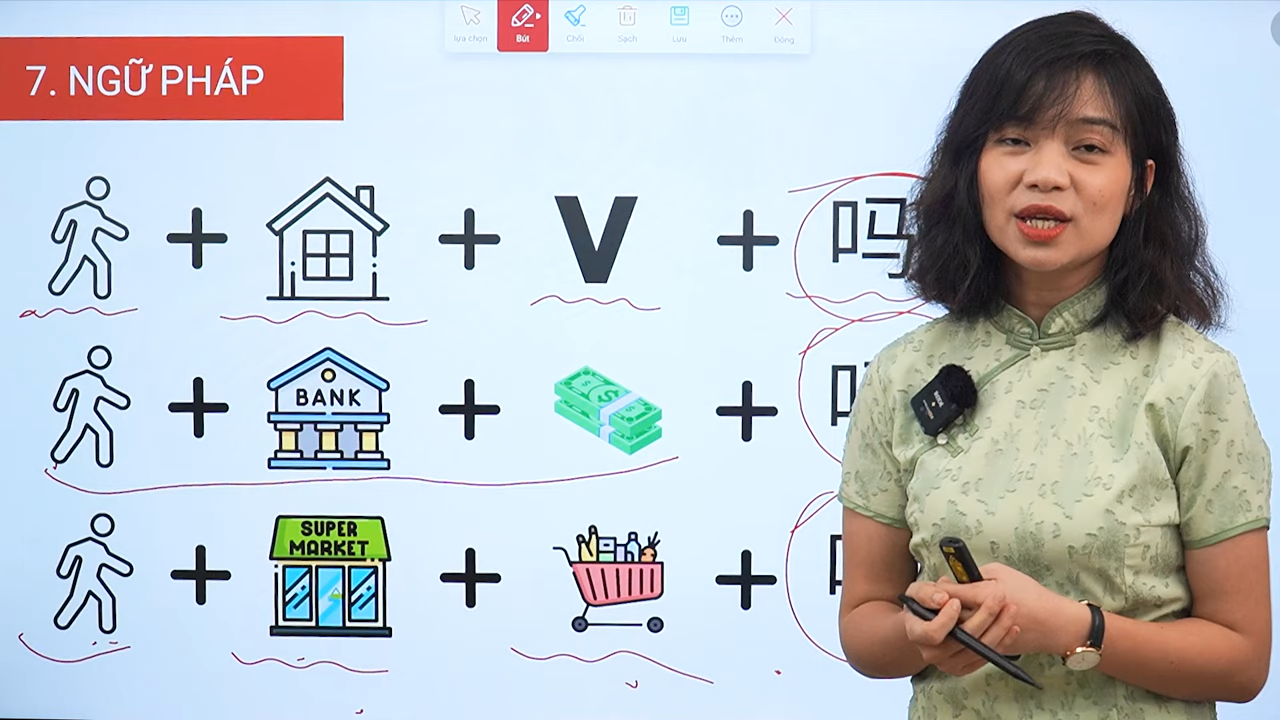 lựa chọn Bút Chổi Sạch Lưu Thêm Đóng
7. NGỮ PHÁP
+ + V + 吗
BANK
+ + +
SUPER
MARKET
+ + +